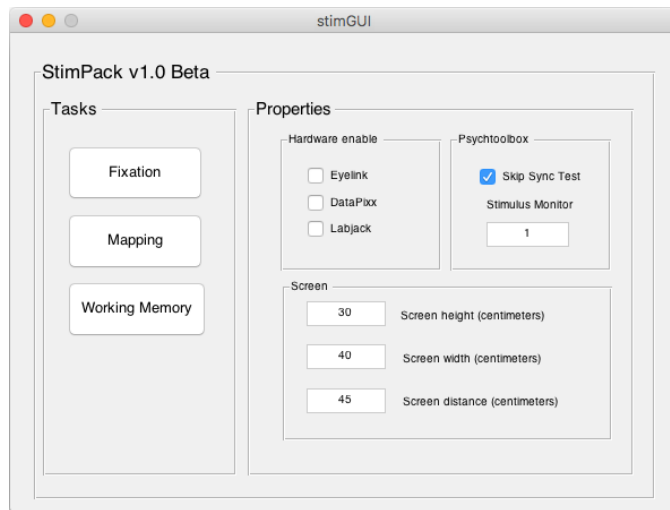 stimGUI
StimPack v1.0 Beta
Tasks
Fixation
Mapping
Working Memory
Properties
Hardware enable
Eyelink
DataPixx
Labjack
Psychtoolbox
Skip Sync Test
Stimulus Monitor
1
Screen
30 Screen height (centimeters)
40 Screen width (centimeters)
45 Screen distance (centimeters)